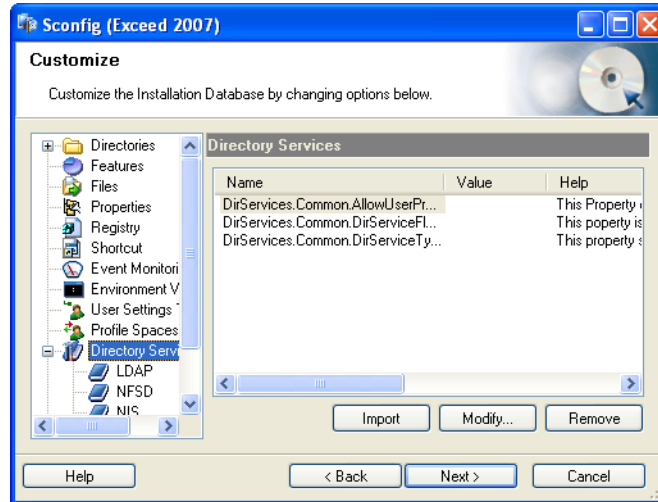 Sconfig (Exceed 2007)
Customize
Customize the Installation Database by changing options below.
Directories
Features
Files
Properties
Registry
Shortcut
Event Monitori
Environment V
User Settings
Profile Spaces
Directory Servi
LDAP
NFSD
NIS
Directory Services
Name Value Help
DirServices.Common.AllowUserPr... This Property
DirServices.Common.DirServiceFl... This poperty is
DirServices.Common.DirServiceTy... This property s
Import Modify... Remove
Help < Back Next > Cancel